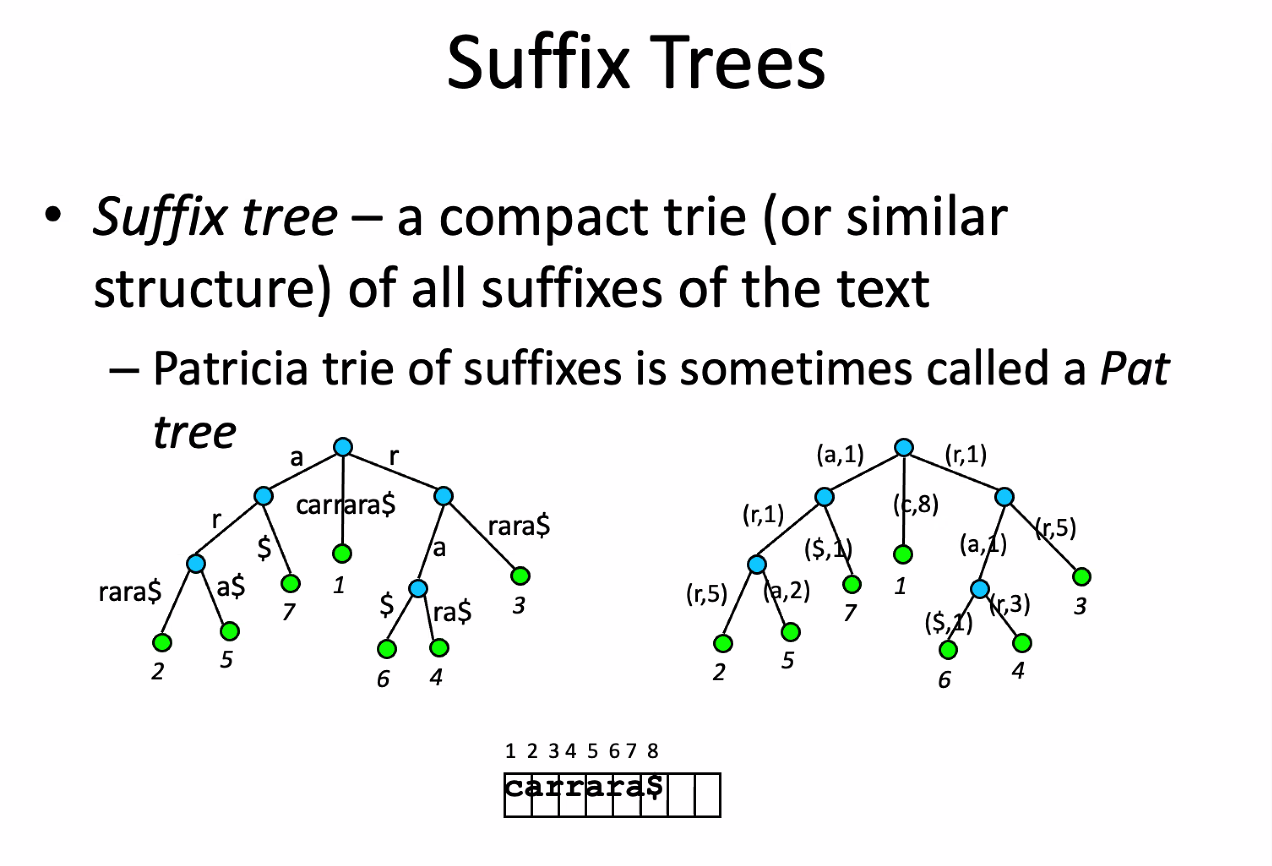 Suffix Trees
• Suffix tree – a compact trie (or similar
structure) of all suffixes of the text
– Patricia trie of suffixes is sometimes called a Pat
tree
a r
r carrara$ rara$
$ a
rara$ a$ $ ra$
7 1 3
2 5 6 4
(a,1) (r,1)
(r,1) (c,8) (r,5)
($,1) (a,1)
(r,5) (a,2) ($,1) (r,3)
7 1 3
2 5 6 4
1 2 3 4 5 6 7 8
carrara$